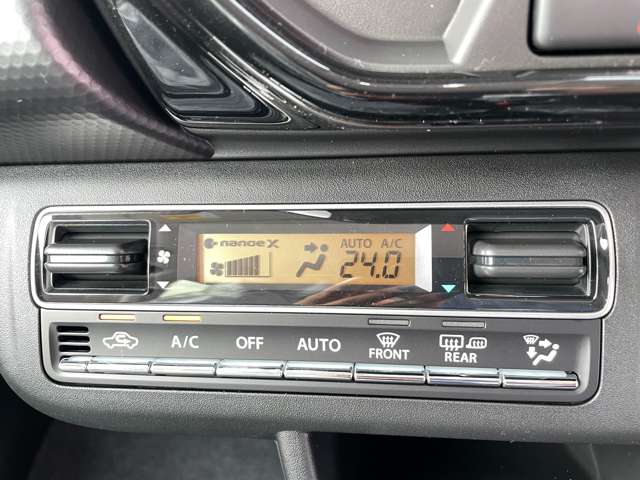 nanoe X
AUTO A/C
24.0
A/C OFF AUTO FRONT REAR